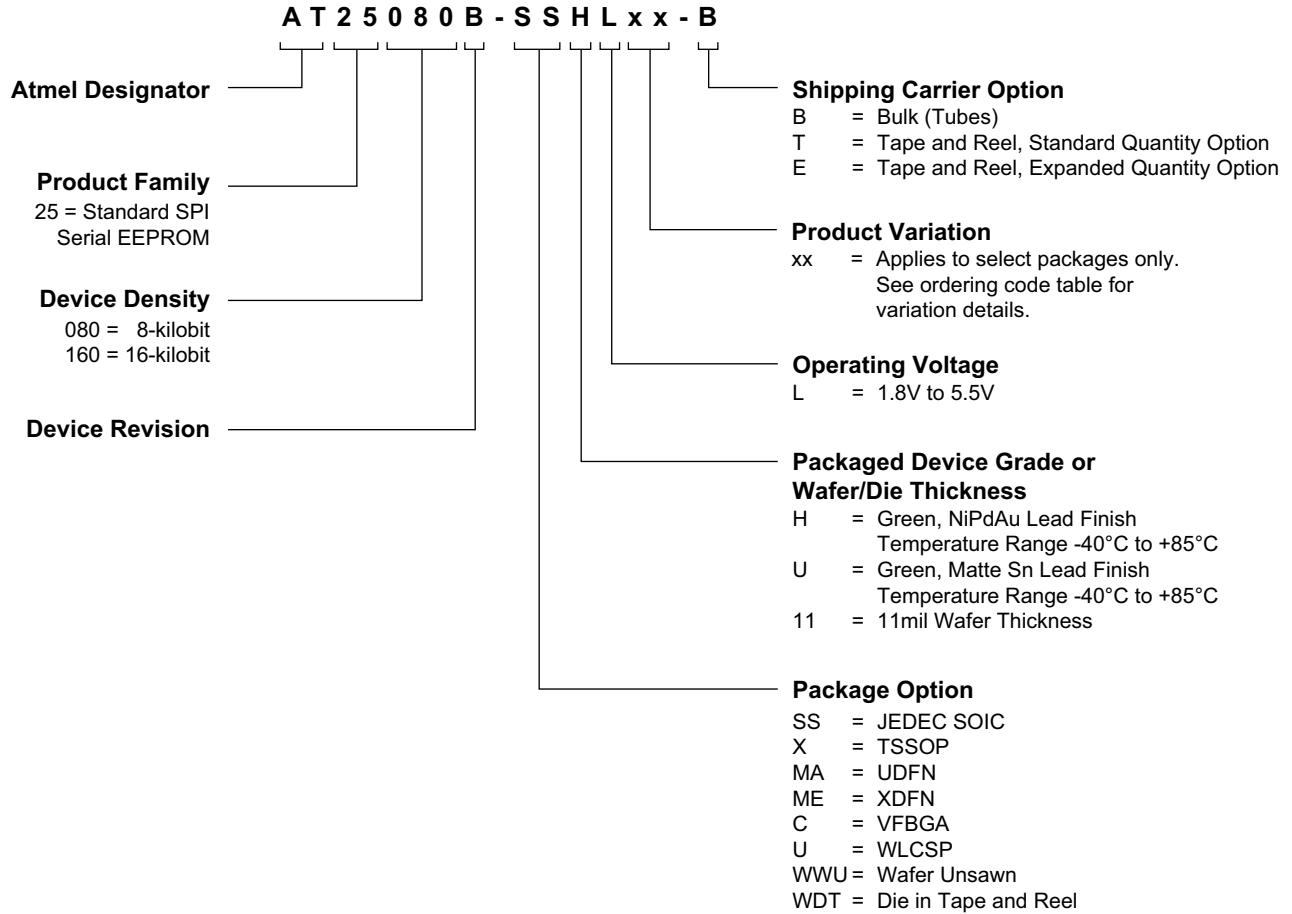 AT25080B-SSHLxx-B
Atmel Designator
Product Family
25 = Standard SPI
Serial EEPROM
Device Density
080 = 8-kilobit
160 = 16-kilobit
Device Revision
Shipping Carrier Option
B = Bulk (Tubes)
T = Tape and Reel, Standard Quantity Option
E = Tape and Reel, Expanded Quantity Option
Product Variation
xx = Applies to select packages only.
See ordering code table for
variation details.
Operating Voltage
L = 1.8V to 5.5V
Packaged Device Grade or
Wafer/Die Thickness
H = Green, NiPdAu Lead Finish
Temperature Range -40°C to +85°C
U = Green, Matte Sn Lead Finish
Temperature Range -40°C to +85°C
11 = 11mil Wafer Thickness
Package Option
SS = JEDEC SOIC
X = TSSOP
MA = UDFN
ME = XDFN
C = VFBGA
U = WLCSP
WWU = Wafer Unsawn
WDT = Die in Tape and Reel